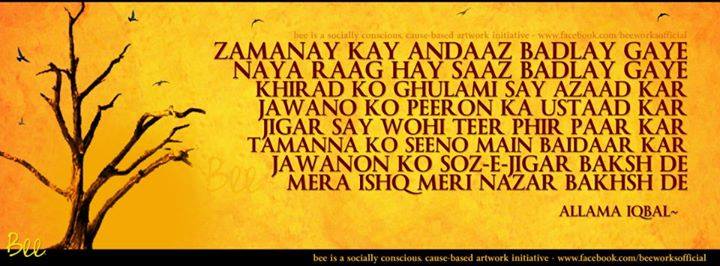 bee is a socially conscious, cause-based artwork initiative - www.facebook.com/beeworksofficial
ZAMANAY KAY ANDAAZ BADLAY GAYE
NAYA RAAG HAY SAAZ BADLAY GAYE
KHIRAD KO GHULAMI SAY AZAAD KAR
JAWANO KO PEERON KA USTAAD KAR
JIGAR SAY WOHI TEER PHIR PAAR KAR
TAMANNA KO SEENO MAIN BAIDAAR KAR
JAWANON KO SOZ-E-JIGAR BAKSH DE
MERA ISHQ MERI NAZAR BAKHSH DE
ALLAMA IQBAL~
Bee
Bee
bee is a socially conscious, cause-based artwork initiative - www.facebook.com/beeworksofficial